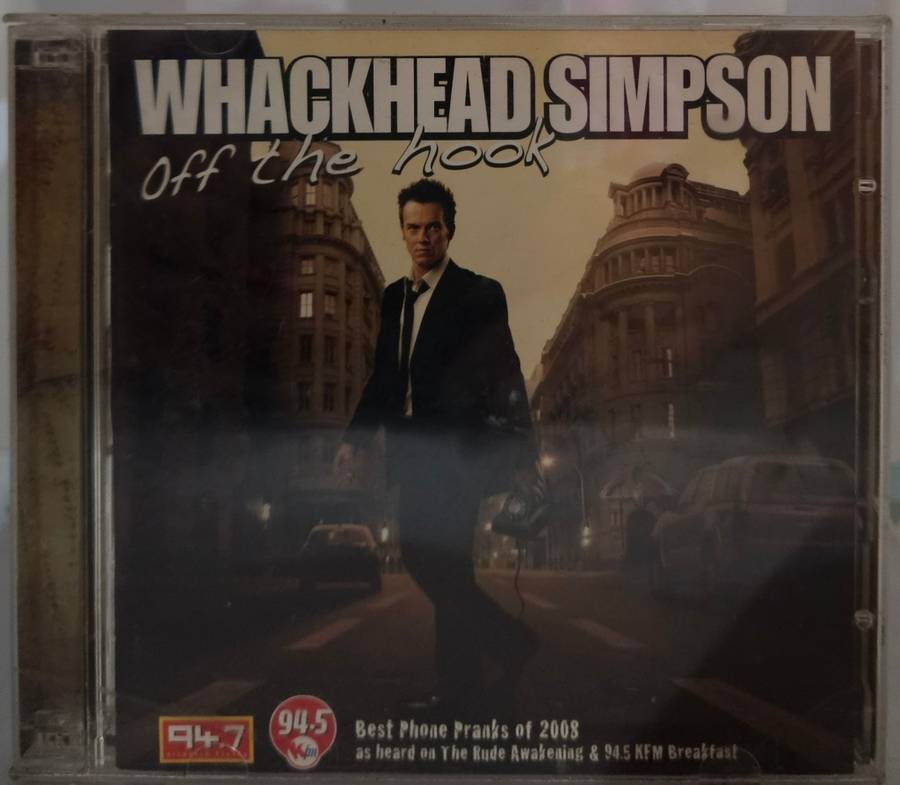 WHACKHEAD SIMPSON
Off the hook
94.7
94.5
Kfm
Best Phone Pranks of 2008
as heard on The Rude Awakening & 94.5 KFM Breakfast